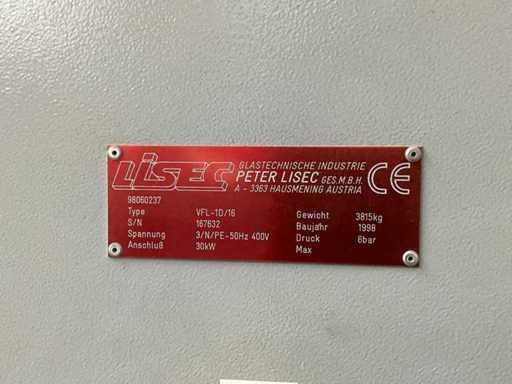 LISEC
GLASTECHNISCHE INDUSTRIE
PETER LISEC GES.M.B.H.
A - 3363 HAUSMENING AUSTRIA
CE
98060237
Type VFL-1D/16
S/N 167632
Spannung 3/N/PE-50Hz 400V
Anschluß 30kW
Gewicht 3815kg
Baujahr 1998
Druck 6bar
Max